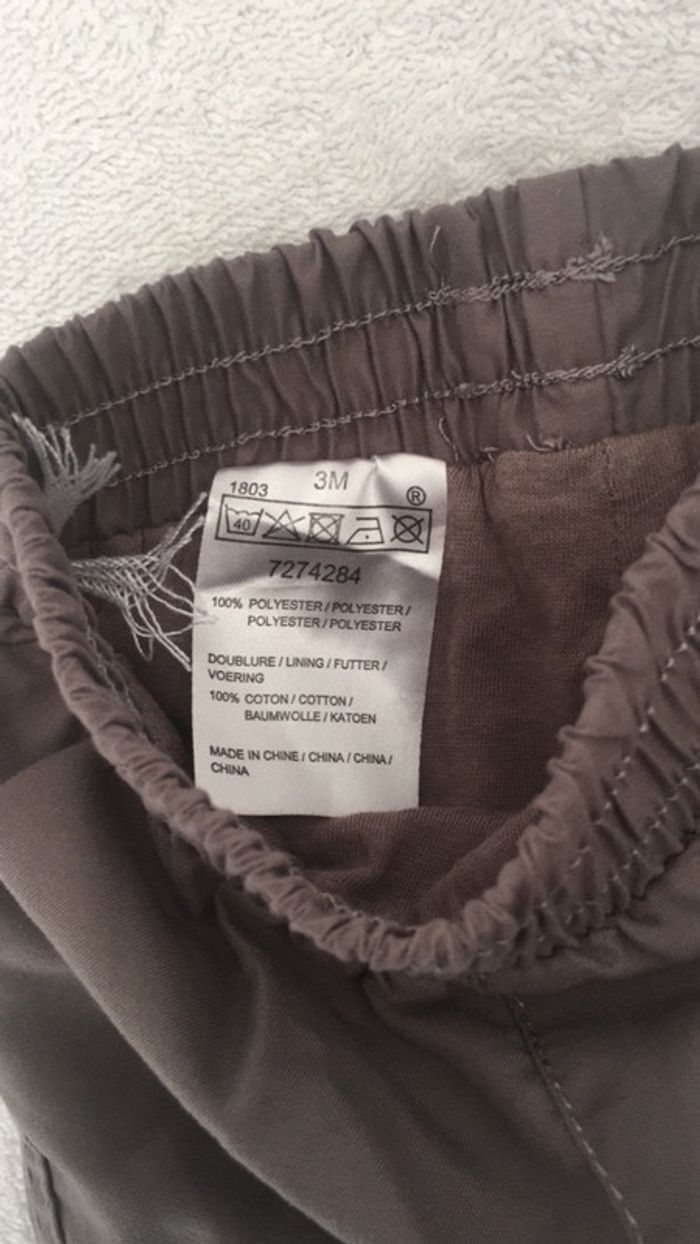 1803 3M ®
40
7274284
100% POLYESTER / POLYESTER /
POLYESTER / POLYESTER
DOUBLURE / LINING / FUTTER /
VOERING
100% COTON / COTTON /
BAUMWOLLE / KATOEN
MADE IN CHINE / CHINA / CHINA /
CHINA